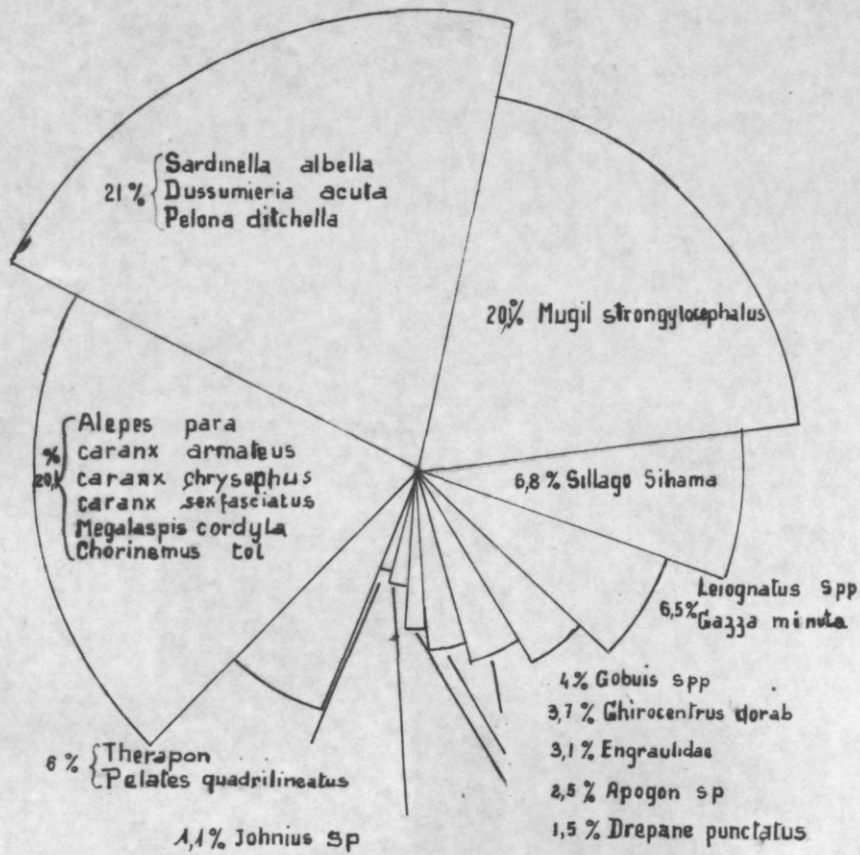 21 %
Sardinella albella
Dussumieria acuta
Pelona ditchella
20,% Mugil strongylocephalus
Alepes para
% caranx armateus
20,1 caranx chrysophus
caranx sexfasciatus
Megalaspis cordyla
Chorinemus tol
6,8 % Sillago Sihama
Leiognatus Spp
6,5% Gazza minuta
4% Gobuis spp
3,7 % Chirocentrus dorab
3,1 % Engraulidae
2,5 % Apogon sp
1,5 % Drepane punctatus
6 %
Therapon
Pelates quadrilineatus
1,1% Johnius Sp